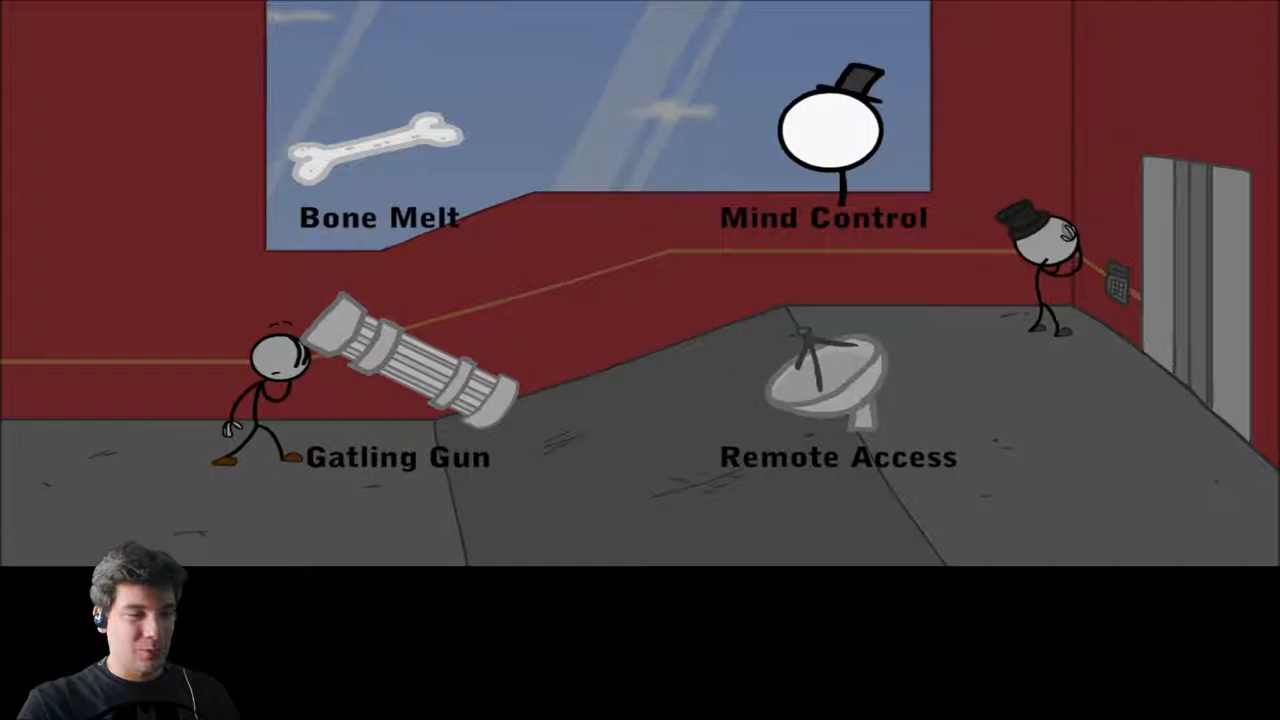 Bone Melt
Mind Control
Gatling Gun
Remote Access